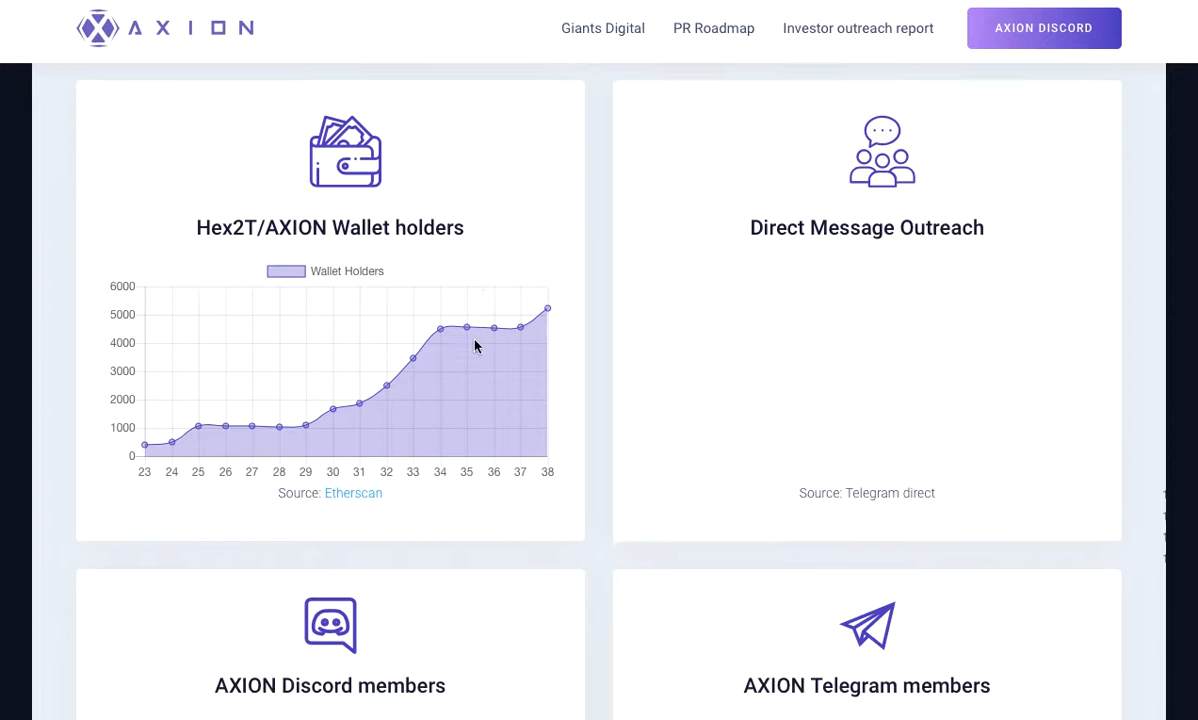 AXION
Giants Digital
PR Roadmap
Investor outreach report
AXION DISCORD
Hex2T/AXION Wallet holders
Wallet Holders
6000
5000
4000
3000
2000
1000
0
23 24 25 26 27 28 29 30 31 32 33 34 35 36 37 38
Source: Etherscan
Direct Message Outreach
Source: Telegram direct
AXION Discord members
AXION Telegram members